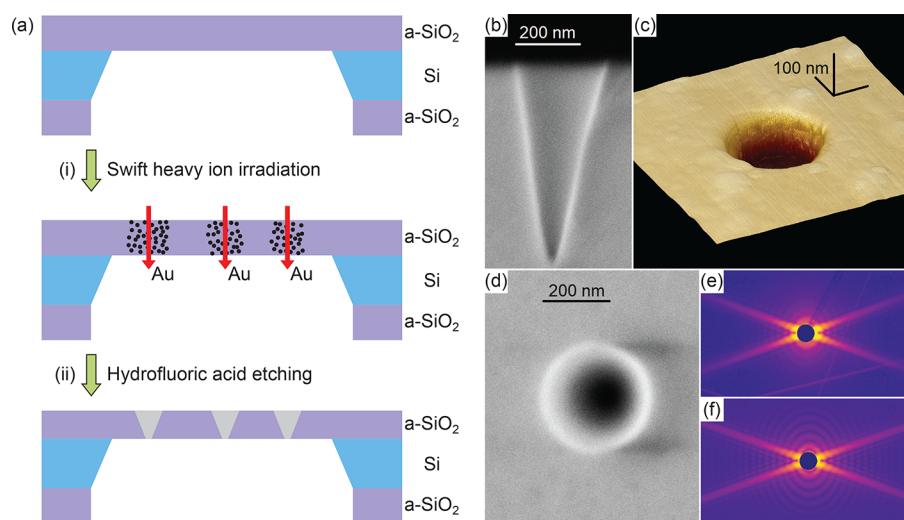 (a)
a-SiO₂
Si
a-SiO₂
(i) Swift heavy ion irradiation
Au Au Au
a-SiO₂
Si
a-SiO₂
(ii) Hydrofluoric acid etching
a-SiO₂
Si
a-SiO₂
(b)
200 nm
(c)
100 nm
(d)
200 nm
(e)
(f)